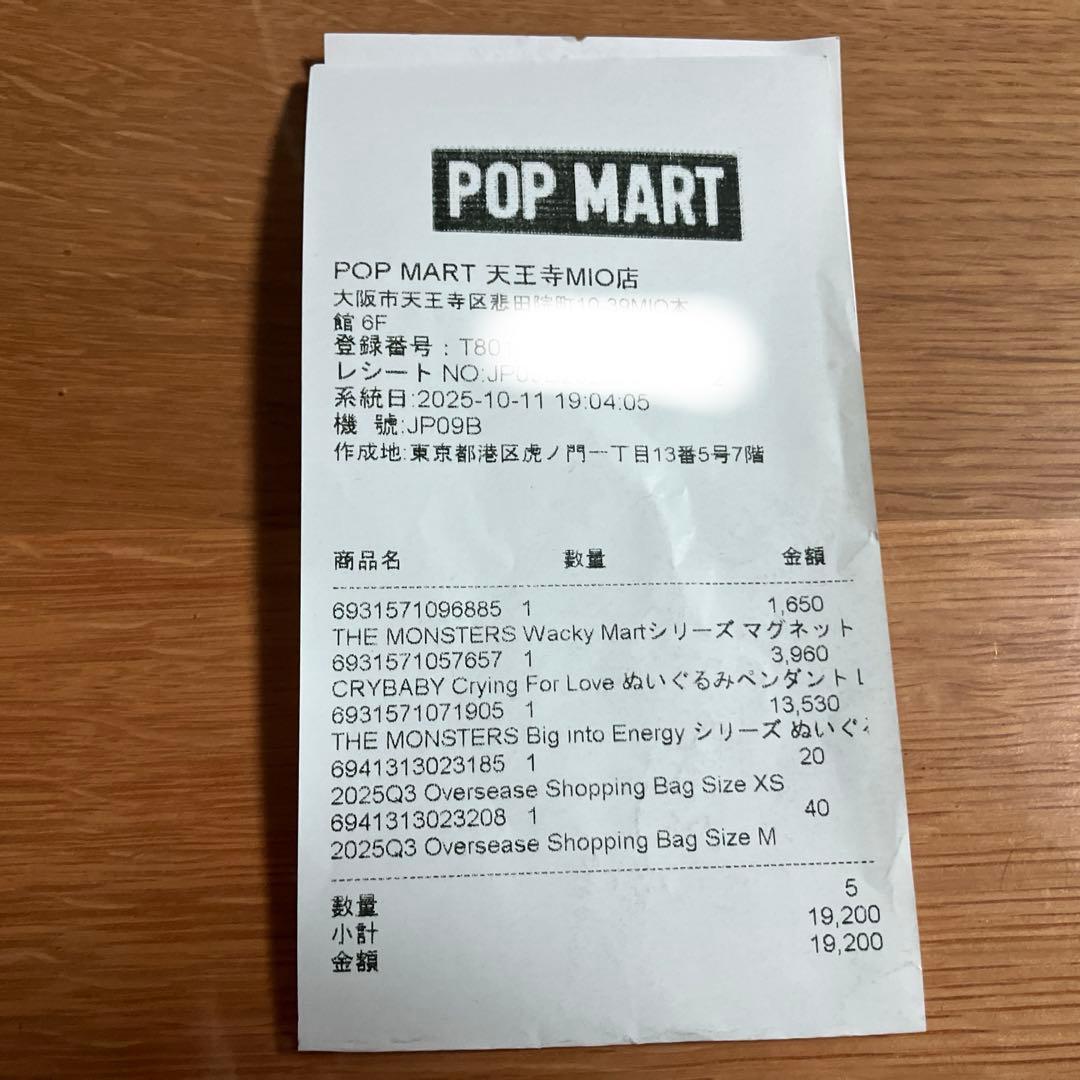 POP MART
POP MART 天王寺MIO店
大阪市天王寺区悲田院町10-39MIO本
館 6F
登録番号:T80
レシート NO:JP
系統日:2025-10-11 19:04:05
機 號:JP09B
作成地:東京都港区虎ノ門一丁目13番5号7階
商品名 數量 金額
6931571096885 1 1,650
THE MONSTERS Wacky Martシリーズ マグネット
6931571057657 1 3,960
CRYBABY Crying For Love ぬいぐるみペンダント L
6931571071905 1 13,530
THE MONSTERS Big into Energy シリーズ ぬいぐ
6941313023185 1 20
2025Q3 Oversease Shopping Bag Size XS
6941313023208 1 40
2025Q3 Oversease Shopping Bag Size M
數量 5
小計 19,200
金額 19,200